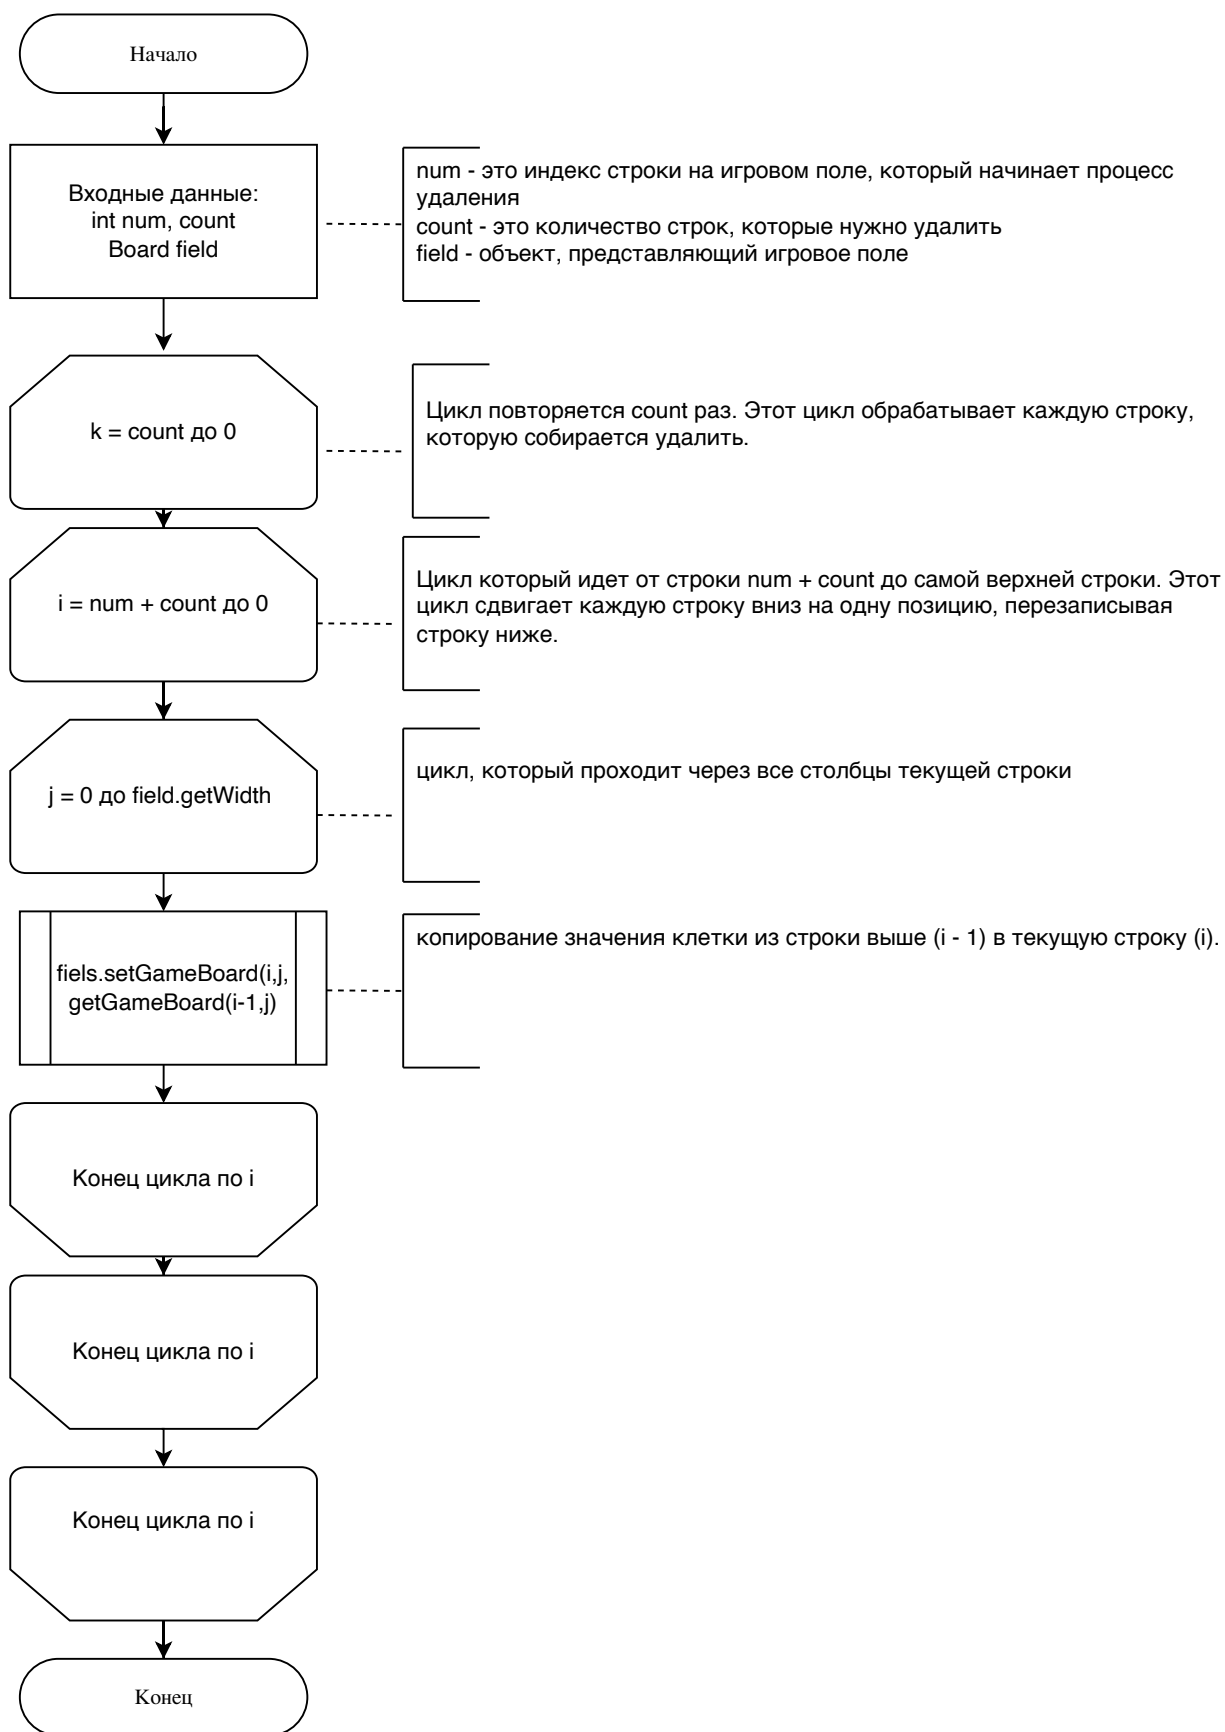 Начало
Входные данные:
int num, count
Board field
num - это индекс строки на игровом поле, который начинает процесс
удаления
count - это количество строк, которые нужно удалить
field - объект, представляющий игровое поле
k = count до 0
Цикл повторяется count раз. Этот цикл обрабатывает каждую строку,
которую собирается удалить.
i = num + count до 0
Цикл который идет от строки num + count до самой верхней строки. Этот
цикл сдвигает каждую строку вниз на одну позицию, перезаписывая
строку ниже.
j = 0 до field.getWidth
цикл, который проходит через все столбцы текущей строки
fiels.setGameBoard(i,j,
getGameBoard(i-1,j)
копирование значения клетки из строки выше (i - 1) в текущую строку (i).
Конец цикла по i
Конец цикла по i
Конец цикла по i
Конец